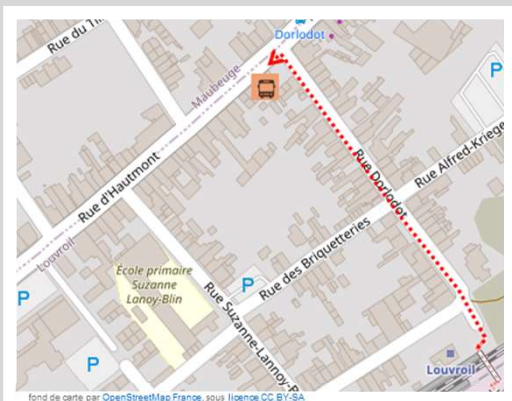 Rue du Ti
Dorlodot
P
Maubeuge
Rue d'Hautmont
Louvroil
Rue Dorlodot
Rue Alfred-Kriege
École primaire
Suzanne
Lanoy-Blin
P
Rue des Briquetteries
P
Rue Suzanne-Lannoy-B
P
Louvroil
fond de carte par OpenStreetMap France, sous licence CC BY-SA